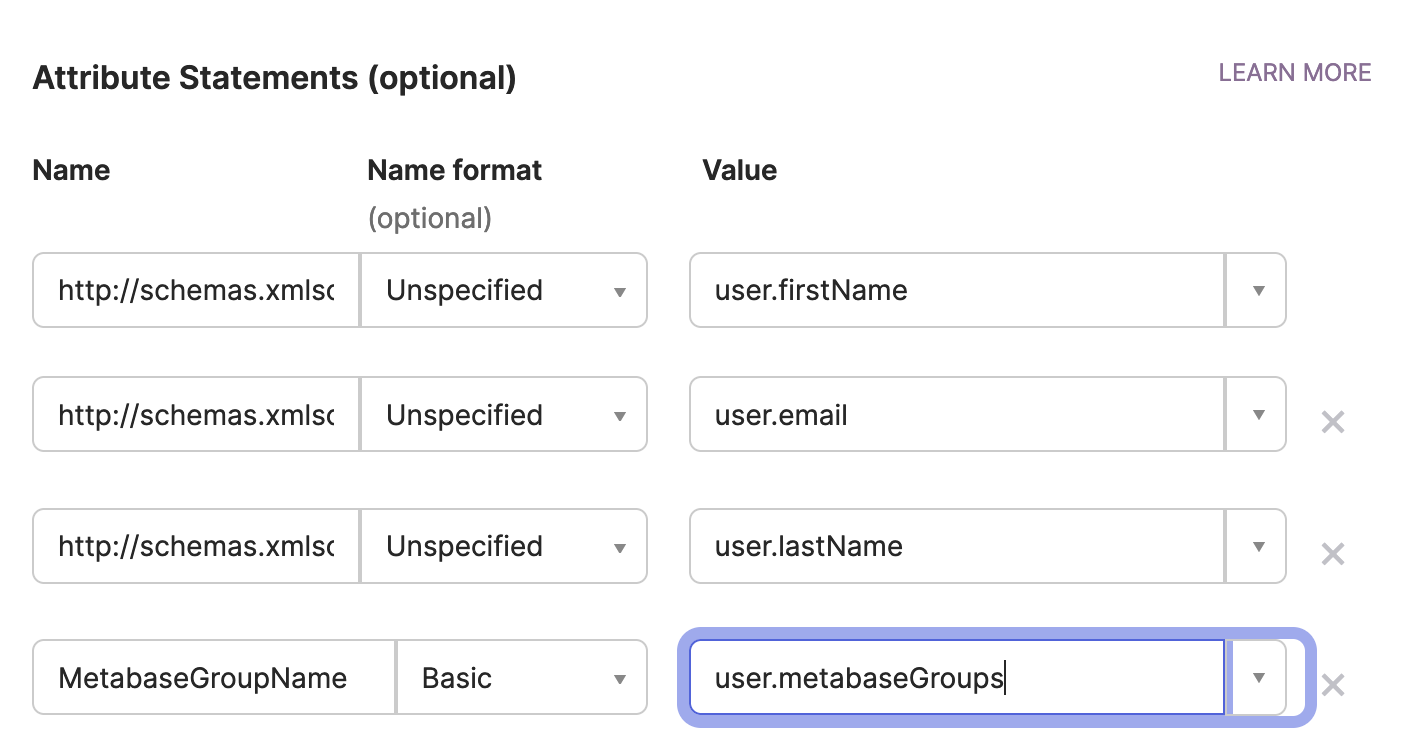 Attribute Statements (optional)
LEARN MORE
Name Name format Value
(optional)
http://schemas.xmlsc Unspecified user.firstName
http://schemas.xmlsc Unspecified user.email
http://schemas.xmlsc Unspecified user.lastName
MetabaseGroupName Basic user.metabaseGroups